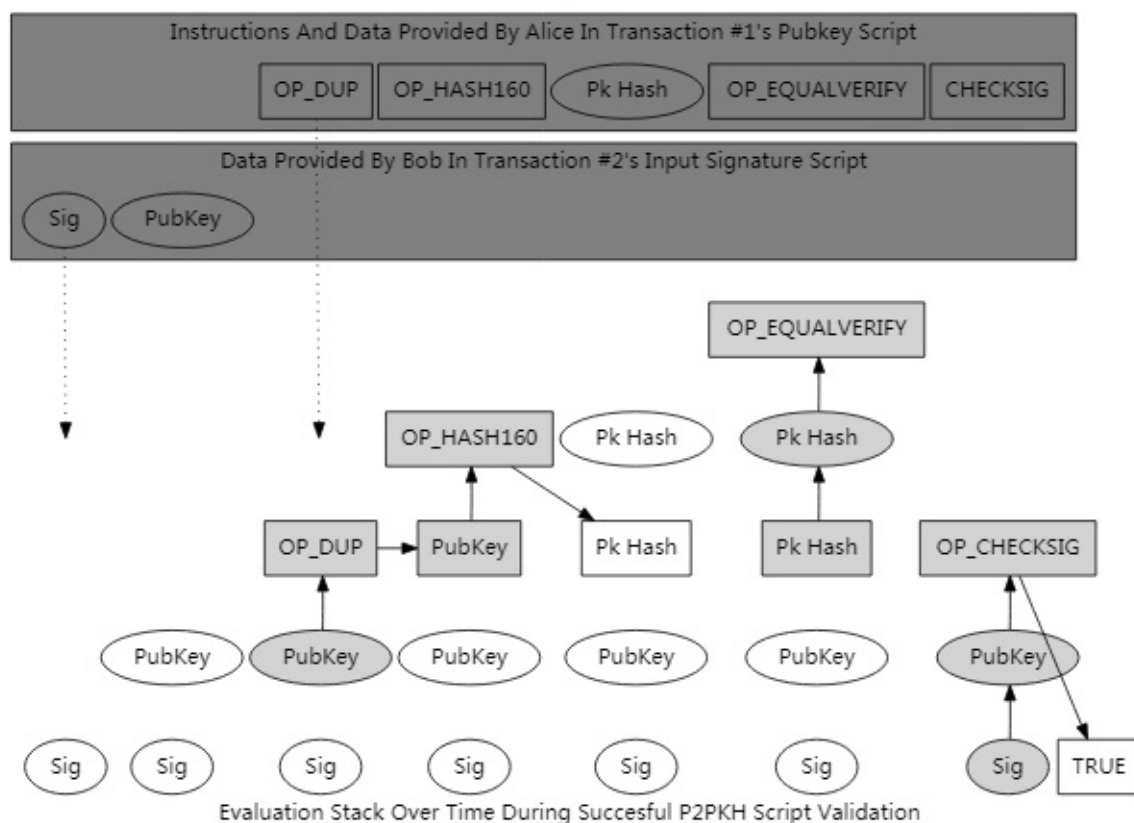 Instructions And Data Provided By Alice In Transaction #1's Pubkey Script
OP_DUP OP_HASH160 Pk Hash OP_EQUALVERIFY CHECKSIG
Data Provided By Bob In Transaction #2's Input Signature Script
Sig PubKey
OP_EQUALVERIFY
OP_HASH160 Pk Hash Pk Hash
OP_DUP PubKey Pk Hash Pk Hash OP_CHECKSIG
PubKey PubKey PubKey PubKey PubKey PubKey
Sig Sig Sig Sig Sig Sig Sig TRUE
Evaluation Stack Over Time During Succesful P2PKH Script Validation